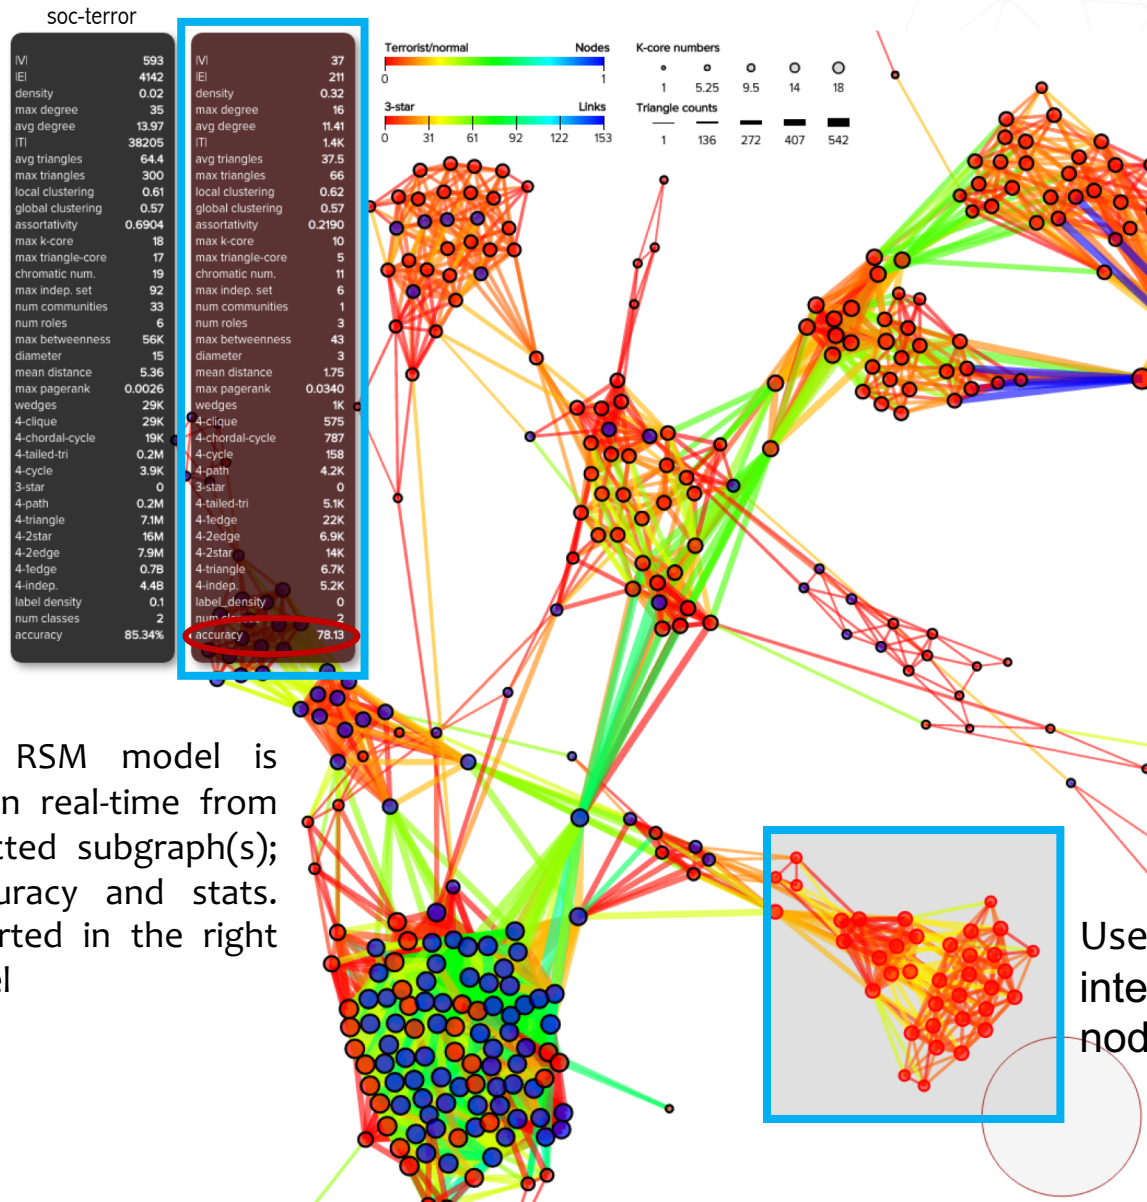 soc-terror
|V| 593
|E| 4142
density 0.02
max degree 35
avg degree 13.97
|T| 38205
avg triangles 64.4
max triangles 300
local clustering 0.61
global clustering 0.57
assortativity 0.6904
max k-core 18
max triangle-core 17
chromatic num. 19
max indep. set 92
num communities 33
num roles 6
max betweenness 56K
diameter 15
mean distance 5.36
max pagerank 0.0026
wedges 29K
4-clique 29K
4-chordal-cycle 19K
4-tailed-tri 0.2M
4-cycle 3.9K
3-star 0
4-path 0.2M
4-triangle 7.1M
4-2star 16M
4-2edge 7.9M
4-1edge 0.7B
4-indep. 4.4B
label density 0.1
num classes 2
accuracy 85.34%
|V| 37
|E| 211
density 0.32
max degree 16
avg degree 11.41
|T| 1.4K
avg triangles 37.5
max triangles 66
local clustering 0.62
global clustering 0.57
assortativity 0.2190
max k-core 10
max triangle-core 5
chromatic num. 11
max indep. set 6
num communities 1
num roles 3
max betweenness 43
diameter 3
mean distance 1.75
max pagerank 0.0340
wedges 1K
4-clique 575
4-chordal-cycle 787
4-cycle 158
4-path 4.2K
3-star 0
4-tailed-tri 5.1K
4-1edge 22K
4-2edge 6.9K
4-2star 14K
4-triangle 6.7K
4-indep. 5.2K
label_density 0
num classes 2
accuracy 78.13
Terrorist/normal Nodes
0 1
3-star Links
0 31 61 92 122 153
K-core numbers
1 5.25 9.5 14 18
Triangle counts
1 136 272 407 542
RSM model is
n real-time from
tted subgraph(s);
uracy and stats.
rted in the right
el
Use
inte
nod